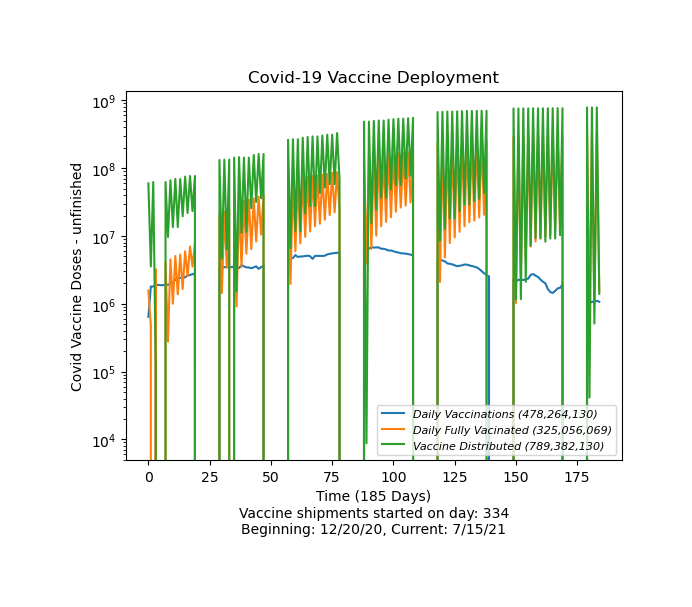 Covid-19 Vaccine Deployment
Covid Vaccine Doses - unfinished
10⁹
10⁸
10⁷
10⁶
10⁵
10⁴
0 25 50 75 100 125 150 175
Daily Vaccinations (478,264,130)
Daily Fully Vacinated (325,056,069)
Vaccine Distributed (789,382,130)
Time (185 Days)
Vaccine shipments started on day: 334
Beginning: 12/20/20, Current: 7/15/21